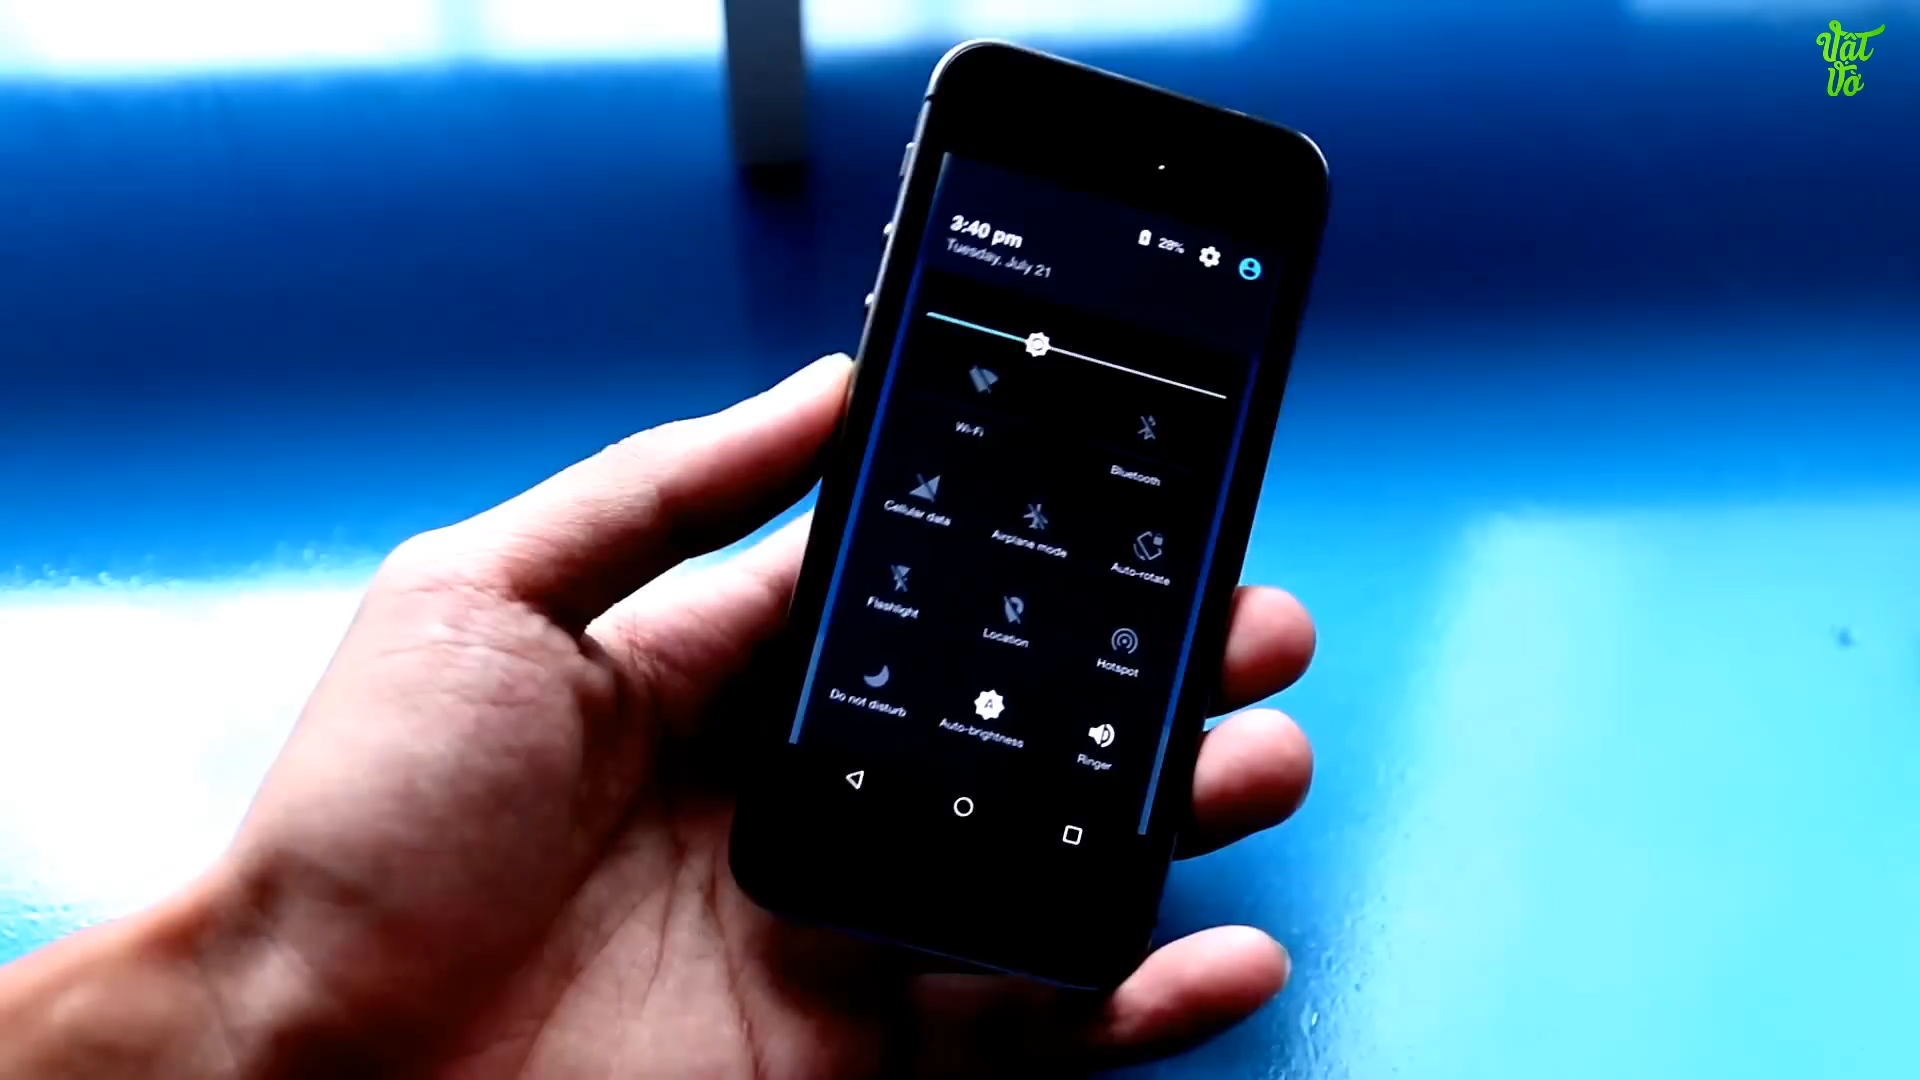 Vật
Vờ
3:40 pm
28%
Tuesday, July 21
Wi-Fi
Bluetooth
Cellular data
Airplane mode
Auto-rotate
Flashlight
Location
Hotspot
Do not disturb
A
Auto-brightness
Ringer